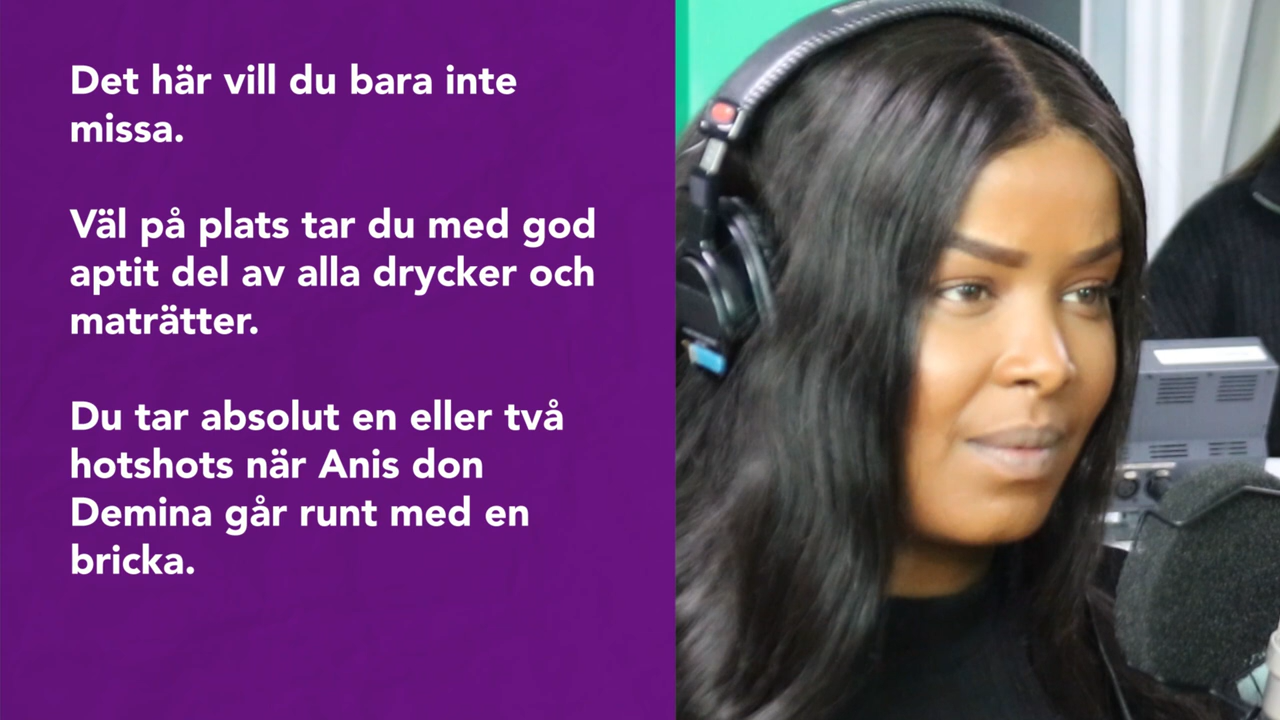 Det här vill du bara inte
missa.
Väl på plats tar du med god
aptit del av alla drycker och
maträtter.
Du tar absolut en eller två
hotshots när Anis don
Demina går runt med en
bricka.